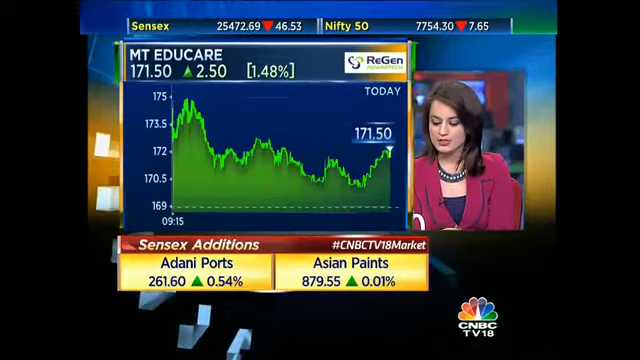 Sensex 25472.69 ▼ 46.53 Nifty 50 7754.30 ▼ 7.65
MT EDUCARE
171.50 ▲ 2.50 [1.48%]
ReGen
POWERTECH
TODAY
175
173.5
172
170.5
169
171.50
09:15
Sensex Additions #CNBCTV18Market
Adani Ports
261.60 ▲ 0.54%
Asian Paints
879.55 ▲ 0.01%
CNBC
TV18